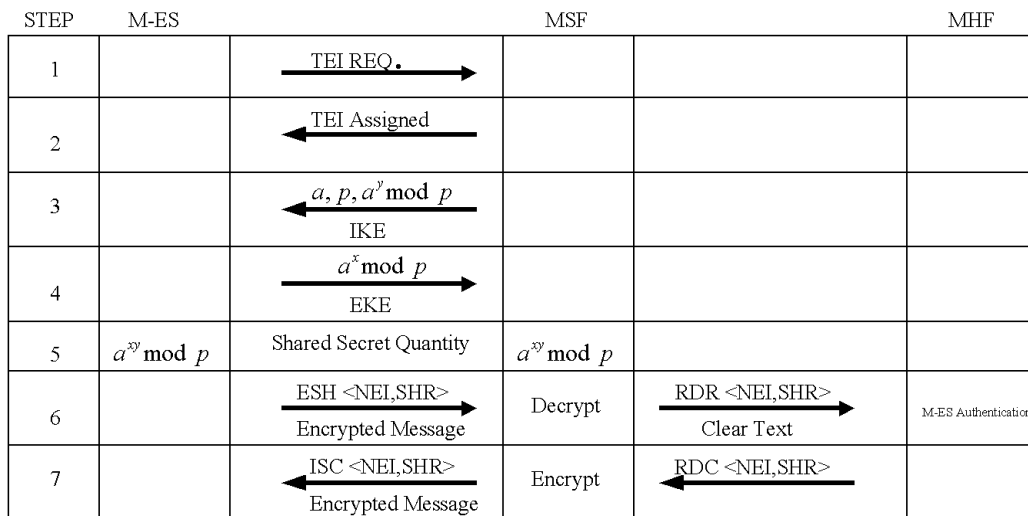 STEP M-ES MSF MHF
1 TEI REQ.
2 TEI Assigned
3 a, p, a^y mod p
IKE
4 a^x mod p
EKE
5 a^xy mod p Shared Secret Quantity a^xy mod p
6 ESH <NEI,SHR> Decrypt RDR <NEI,SHR> M-ES Authentication
Encrypted Message Clear Text
7 ISC <NEI,SHR> Encrypt RDC <NEI,SHR>
Encrypted Message